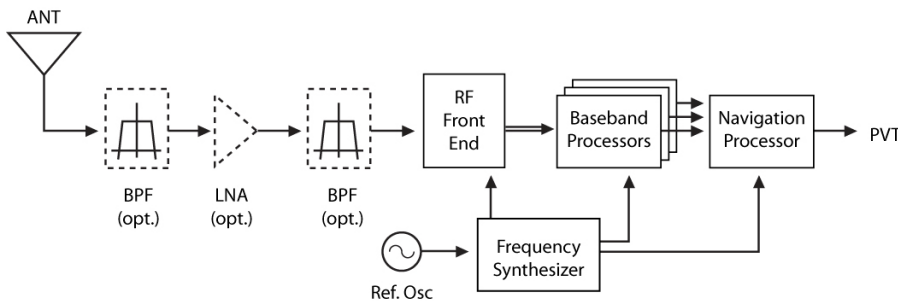 ANT
BPF
(opt.)
LNA
(opt.)
BPF
(opt.)
RF
Front
End
Baseband
Processors
Navigation
Processor
PVT
Ref. Osc
Frequency
Synthesizer